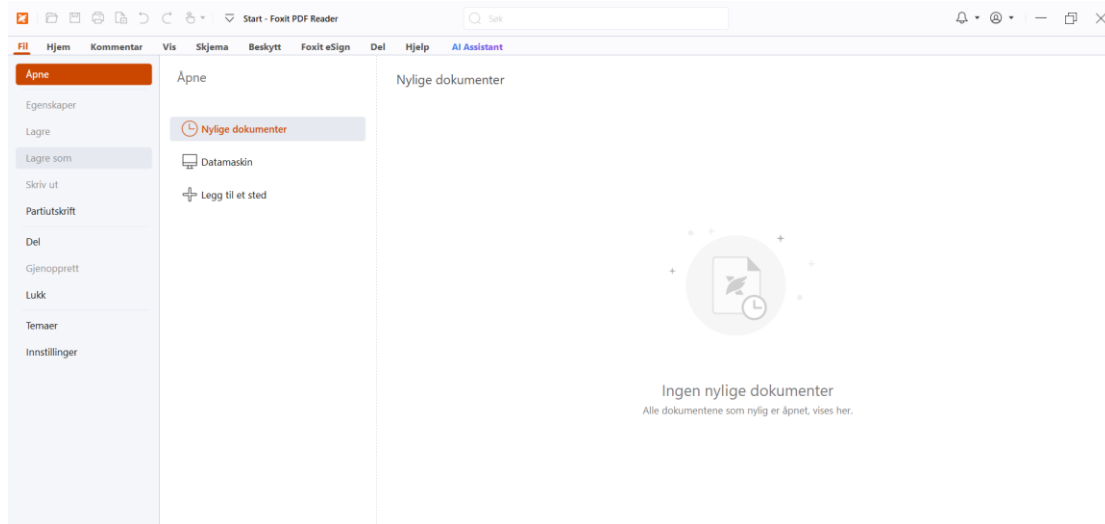 Start - Foxit PDF Reader
Søk
Fil Hjem Kommentar Vis Skjema Beskytt Foxit eSign Del Hjelp AI Assistant
Åpne
Egenskaper
Lagre
Lagre som
Skriv ut
Partiutskrift
Del
Gjenopprett
Lukk
Temaer
Innstillinger
Åpne
Nylige dokumenter
Datamaskin
Legg til et sted
Nylige dokumenter
Ingen nylige dokumenter
Alle dokumentene som nylig er åpnet, vises her.